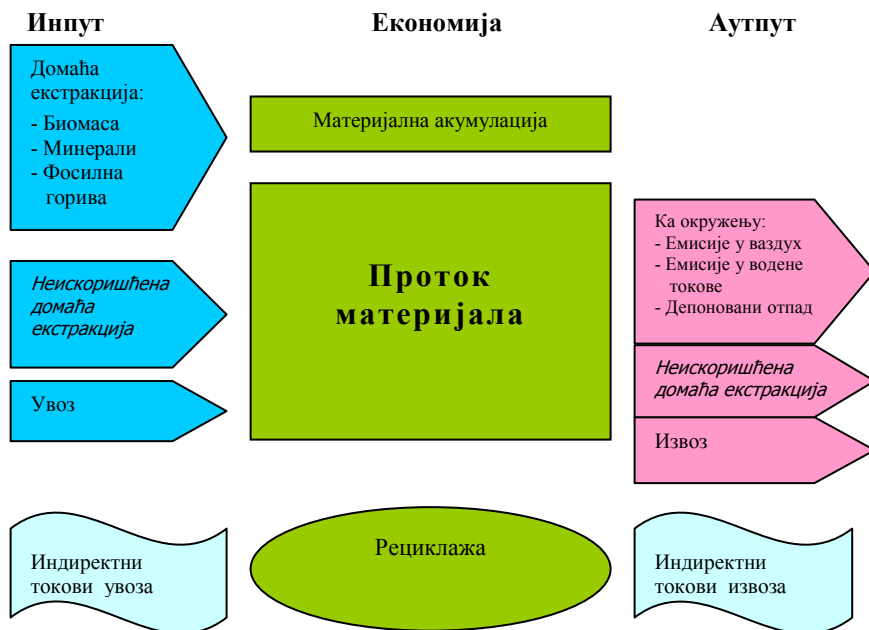 Инпут
Економија
Аутпут
Домаћа
екстракција:
- Биомаса
- Минерали
- Фосилна
горива
Материјална акумулација
Неискоришћена
домаћа
екстракција
Проток
материјала
Ка окружењу:
- Емисије у ваздух
- Емисије у водене
токове
- Депоновани отпад
Неискоришћена
домаћа екстракција
Увоз
Извоз
Индиректни
токови увоза
Рециклажа
Индиректни
токови извоза